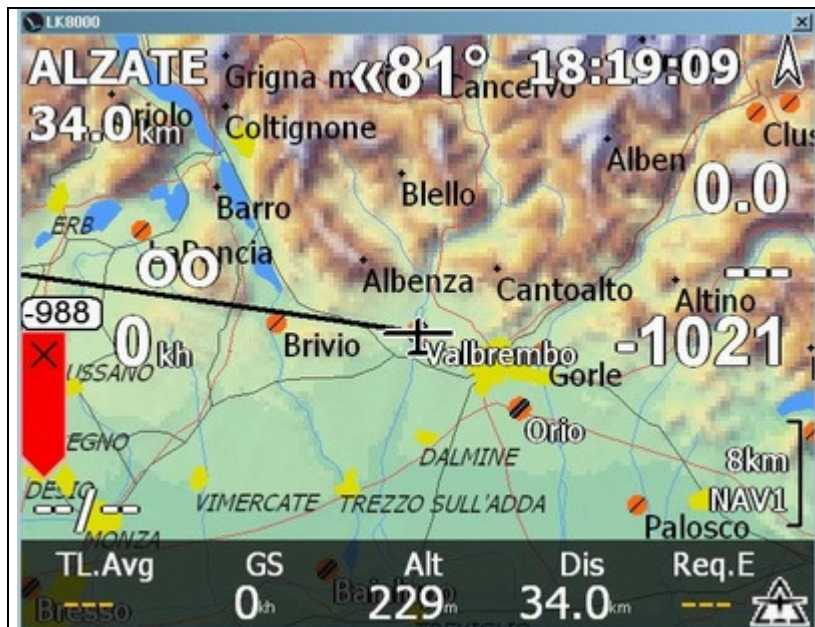 LK8000
ALZATE
Grigna m
«81°
Cancervo
18:19:09
34.0km
Coltignone
Clus
Alben
Blello
0.0
Barro
ERB
OO
Albenza
Cantoalto
Altino
---
-988
0kh
Brivio
Valbrembo
-1021
USSANO
Gorle
Orio
EGNO
DALMINE
8km
DESIO
--/--
VIMERCATE
TREZZO SULL'ADDA
NAV1
MONZA
Palosco
TL.Avg
GS
Alt
Dis
Req.E
---
0kh
229m
34.0km
---
Bresso